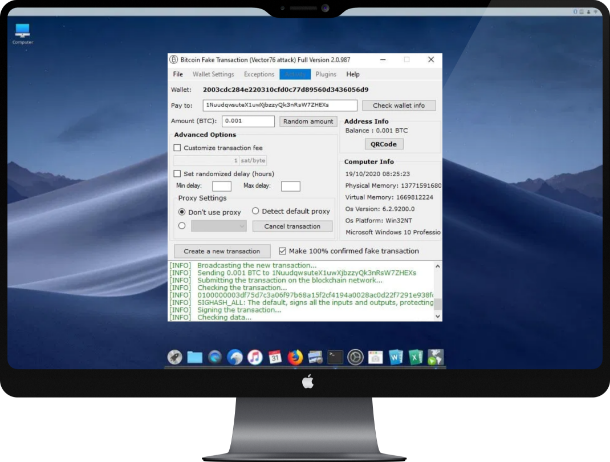 Computer
Bitcoin Fake Transaction (Vector76 attack) Full Version 2.0.987
File Wallet Settings Exceptions Plugins Help
Wallet: 2003cdc284e220310cfd0c77d89560d3436054d9
Pay to: 1NuudqwsuteX1uwXjbzzyQk3nRsW7ZHEXs Check wallet info
Amount (BTC): 0.001 Random amount
Address Info
Balance : 0.001 BTC
QRCode
Advanced Options
Customize transaction fee
1 sat/byte
Set randomized delay (hours)
Min delay: Max delay:
Proxy Settings
Don't use proxy Detect default proxy
Cancel transaction
Computer Info
19/10/2020 08:25:23
Physical Memory: 1377159168
Virtual Memory: 1669812224
Os Version: 6.2.9200.0
Os Platform: Win32NT
Microsoft Windows 10 Professio
Create a new transaction Make 100% confirmed fake transaction
[INFO] Broadcasting the new transaction...
[INFO] Sending 0.001 BTC to 1NuudqwsuteX1uwXjbzzyQk3nRsW7ZHEXs
[INFO] Submitting the transaction on the blockchain network...
[INFO] Checking the transaction...
[INFO] 0100000003df75d7c3a06f97b68a15f2cf4194a0028ac0d22f7291e938f
[INFO] SIGHASH_ALL: The default, signs all the inputs and outputs, protecting
[INFO] Signing the transaction...
[INFO] Checking data...